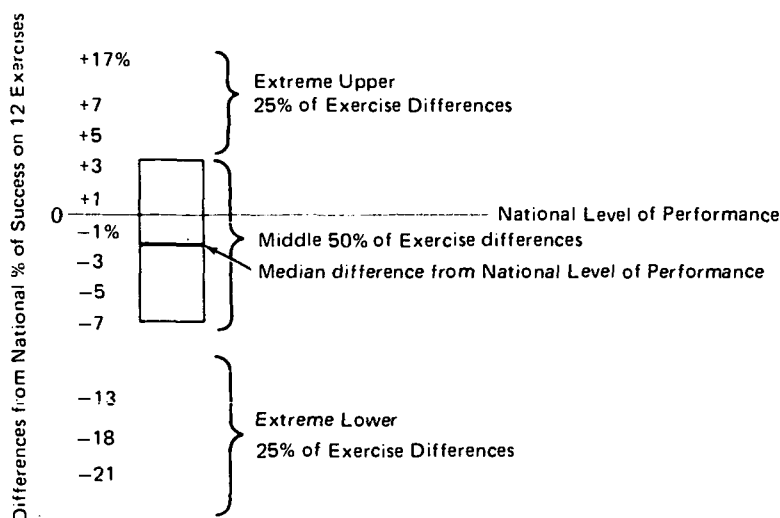 Differences from National % of Success on 12 Exercises
+17%
+7
+5
+3
+1
0
-1%
-3
-5
-7
-13
-18
-21
Extreme Upper
25% of Exercise Differences
National Level of Performance
Middle 50% of Exercise differences
Median difference from National Level of Performance
Extreme Lower
25% of Exercise Differences